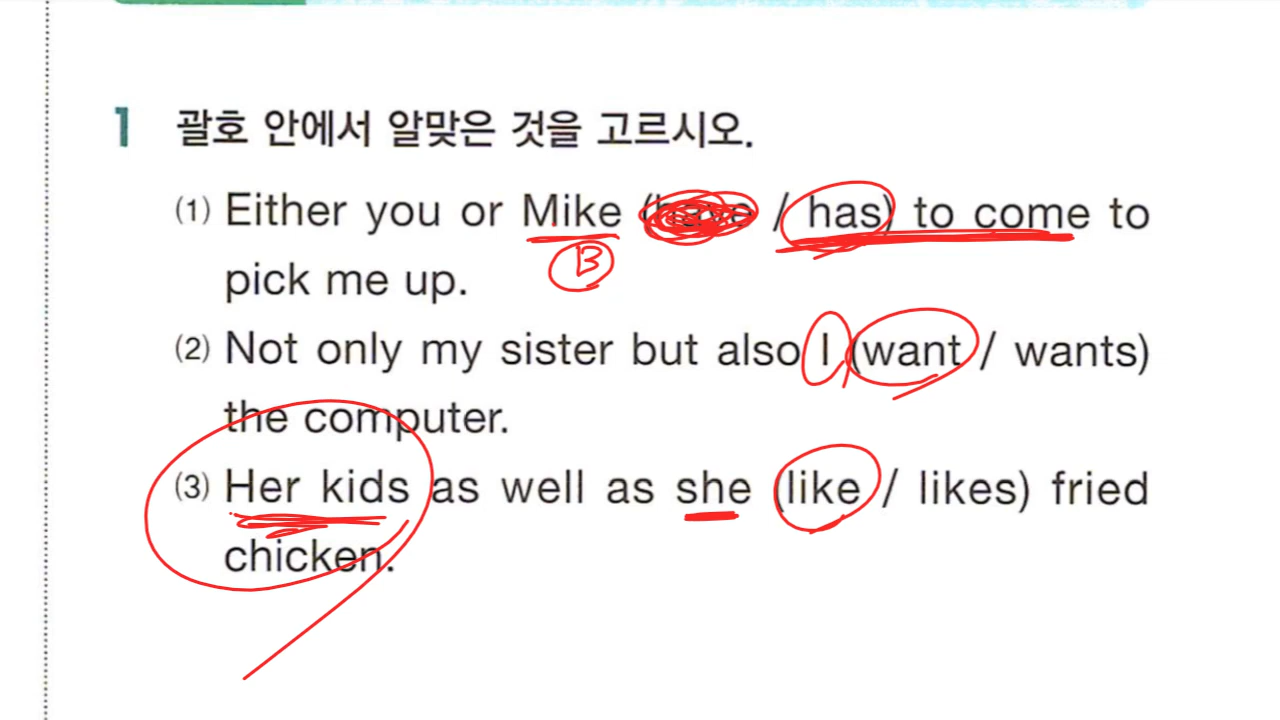 1 괄호 안에서 알맞은 것을 고르시오.
(1) Either you or Mike (have / has) to come to
B
pick me up.
(2) Not only my sister but also I (want / wants)
the computer.
(3) Her kids as well as she (like / likes) fried
chicken.